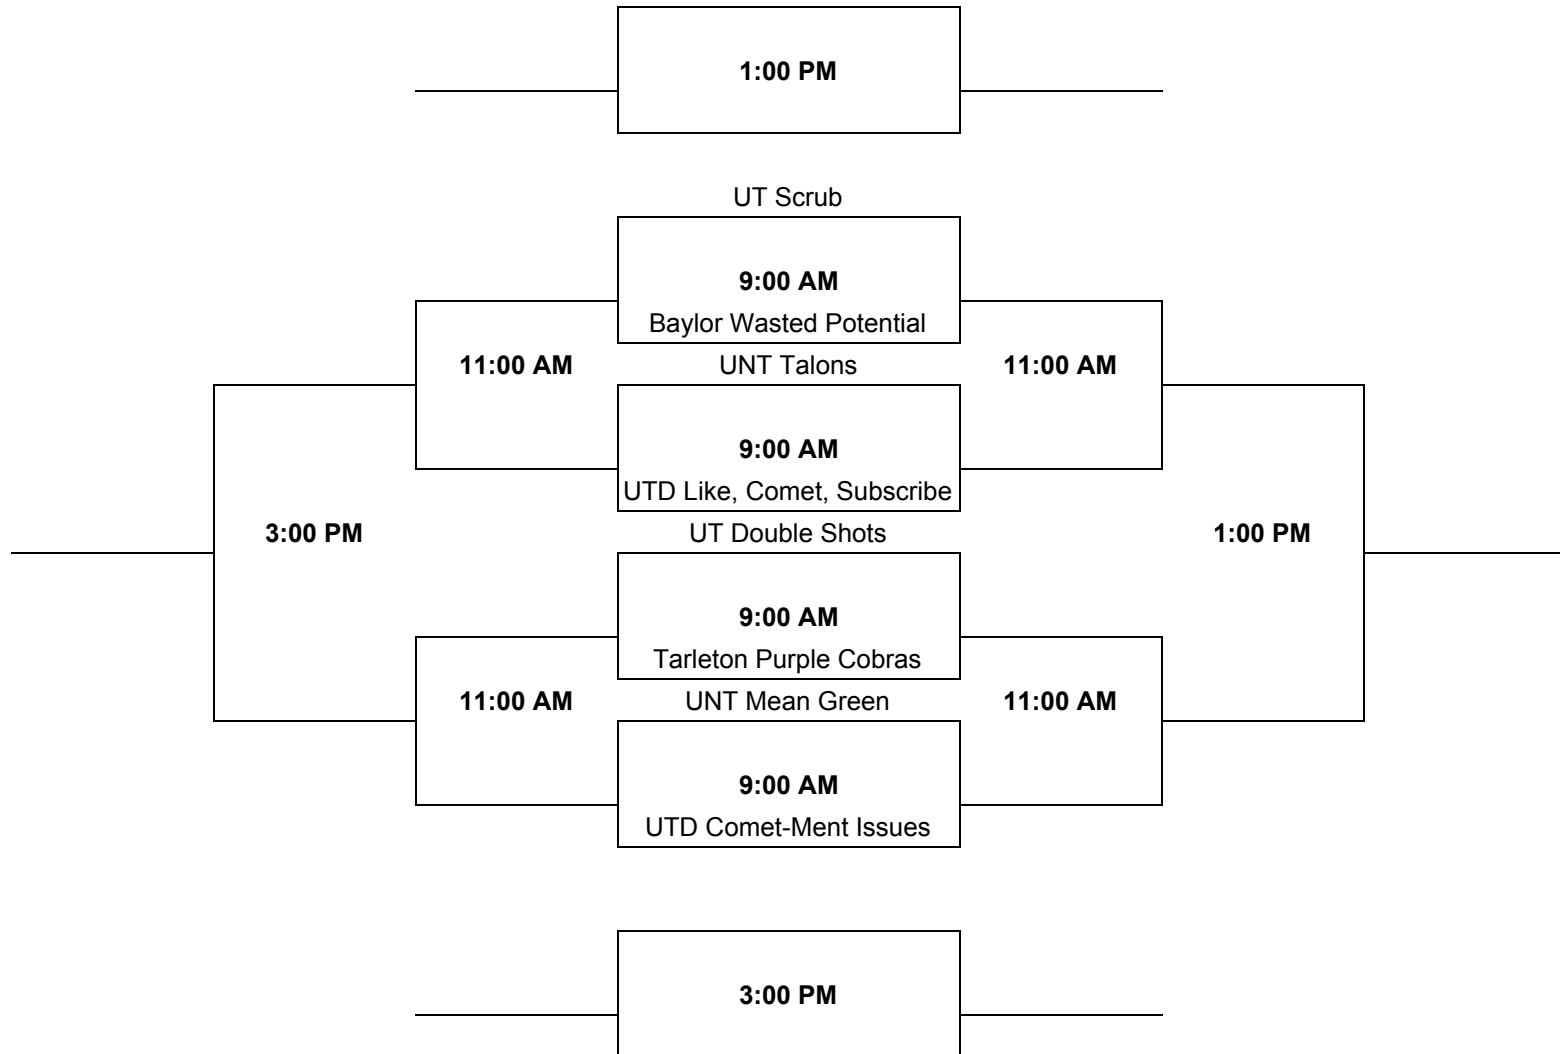 1:00 PM
UT Scrub
9:00 AM
Baylor Wasted Potential
11:00 AM UNT Talons 11:00 AM
9:00 AM
UTD Like, Comet, Subscribe
3:00 PM UT Double Shots 1:00 PM
9:00 AM
Tarleton Purple Cobras
11:00 AM UNT Mean Green 11:00 AM
9:00 AM
UTD Comet-Ment Issues
3:00 PM